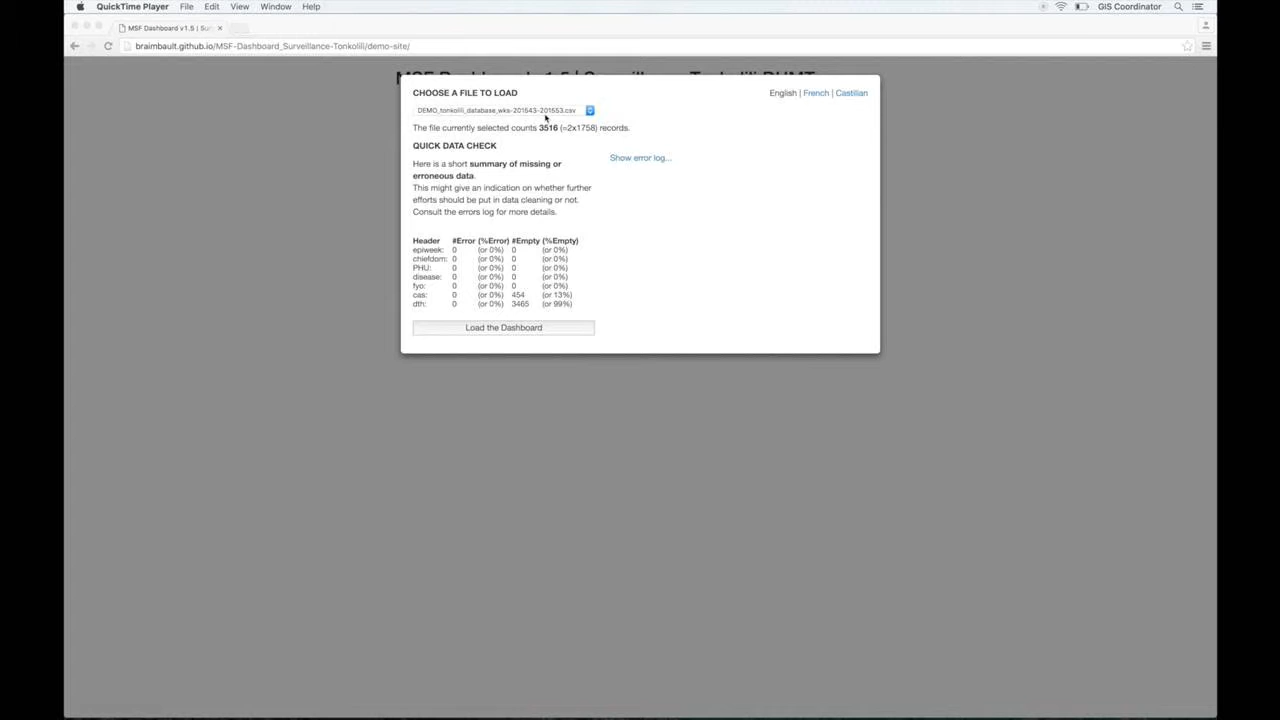 QuickTime Player File Edit View Window Help GIS Coordinator
MSF Dashboard v1.5 | Sur
braimbault.github.io/MSF-Dashboard_Surveillance-Tonkolili/demo-site/
CHOOSE A FILE TO LOAD
English | French | Castillan
DEMO_tonkolili_database_wks-201543-201553.csv
The file currently selected counts 3516 (=2x1758) records.
QUICK DATA CHECK
Show error log...
Here is a short summary of missing or
erroneous data.
This might give an indication on whether further
efforts should be put in data cleaning or not.
Consult the errors log for more details.
Header #Error (%Error) #Empty (%Empty)
epiweek: 0 (or 0%) 0 (or 0%)
chiefdom: 0 (or 0%) 0 (or 0%)
PHU: 0 (or 0%) 0 (or 0%)
disease: 0 (or 0%) 0 (or 0%)
fyo: 0 (or 0%) 0 (or 0%)
cas: 0 (or 0%) 454 (or 13%)
dth: 0 (or 0%) 3465 (or 99%)
Load the Dashboard